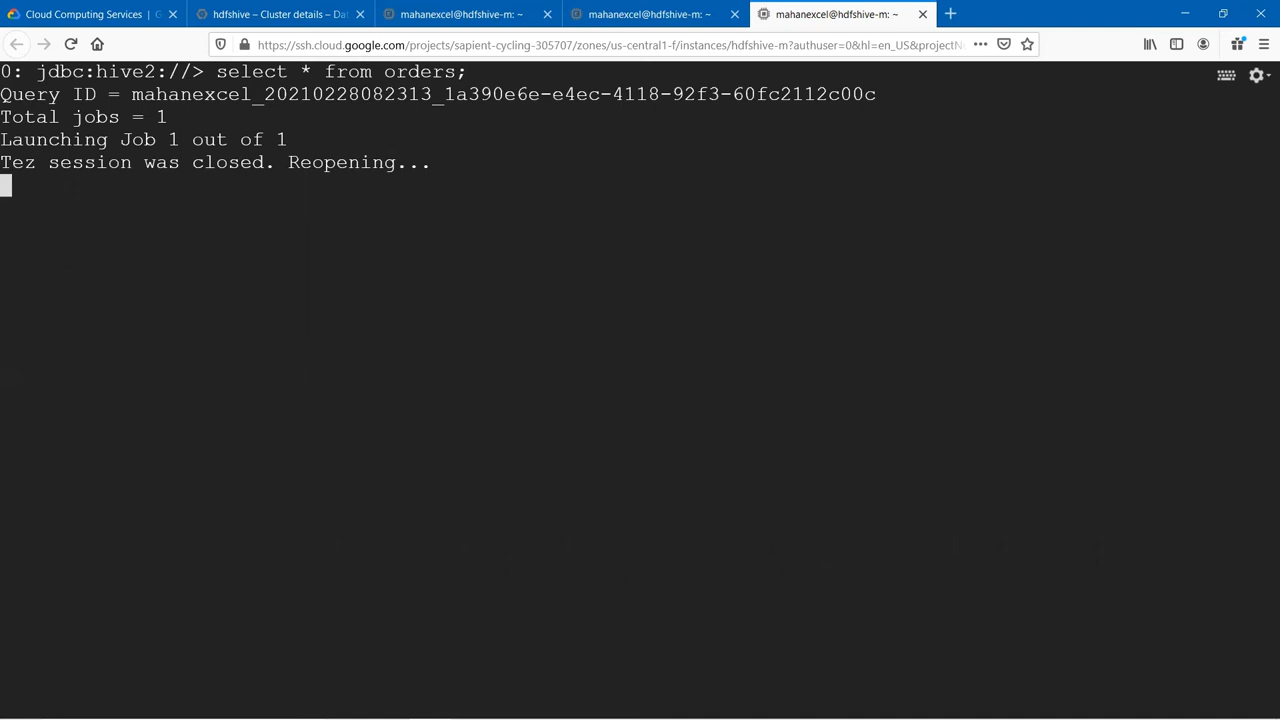 Cloud Computing Services | G
hdfshive – Cluster details – Dat
mahanexcel@hdfshive-m: ~
mahanexcel@hdfshive-m: ~
mahanexcel@hdfshive-m: ~
https://ssh.cloud.google.com/projects/sapient-cycling-305707/zones/us-central1-f/instances/hdfshive-m?authuser=0&hl=en_US&projectN
0: jdbc:hive2://> select * from orders;
Query ID = mahanexcel_20210228082313_1a390e6e-e4ec-4118-92f3-60fc2112c00c
Total jobs = 1
Launching Job 1 out of 1
Tez session was closed. Reopening...